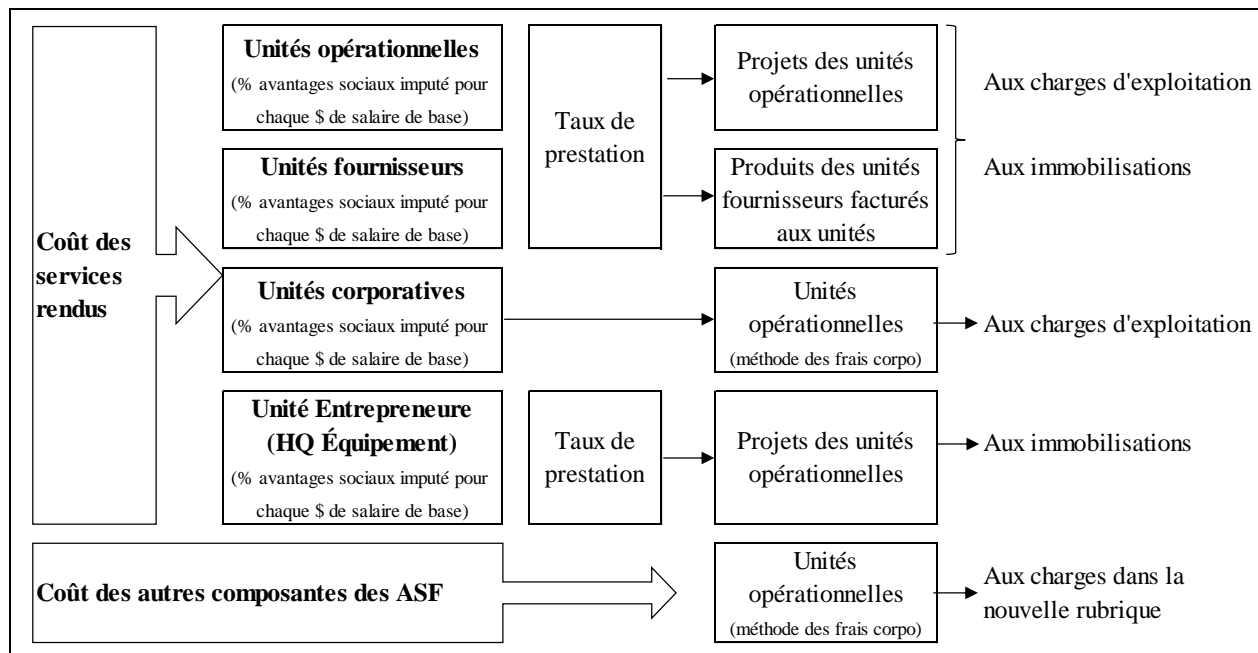 Unités opérationnelles
(% avantages sociaux imputé pour
chaque $ de salaire de base)
Taux de
prestation
Projets des unités
opérationnelles
Aux charges d'exploitation
Unités fournisseurs
(% avantages sociaux imputé pour
chaque $ de salaire de base)
Produits des unités
fournisseurs facturés
aux unités
Aux immobilisations
Coût des
services
rendus
Unités corporatives
(% avantages sociaux imputé pour
chaque $ de salaire de base)
Unités
opérationnelles
(méthode des frais corpo)
Aux charges d'exploitation
Unité Entrepreneure
(HQ Équipement)
(% avantages sociaux imputé pour
chaque $ de salaire de base)
Taux de
prestation
Projets des unités
opérationnelles
Aux immobilisations
Coût des autres composantes des ASF
Unités
opérationnelles
(méthode des frais corpo)
Aux charges dans la
nouvelle rubrique